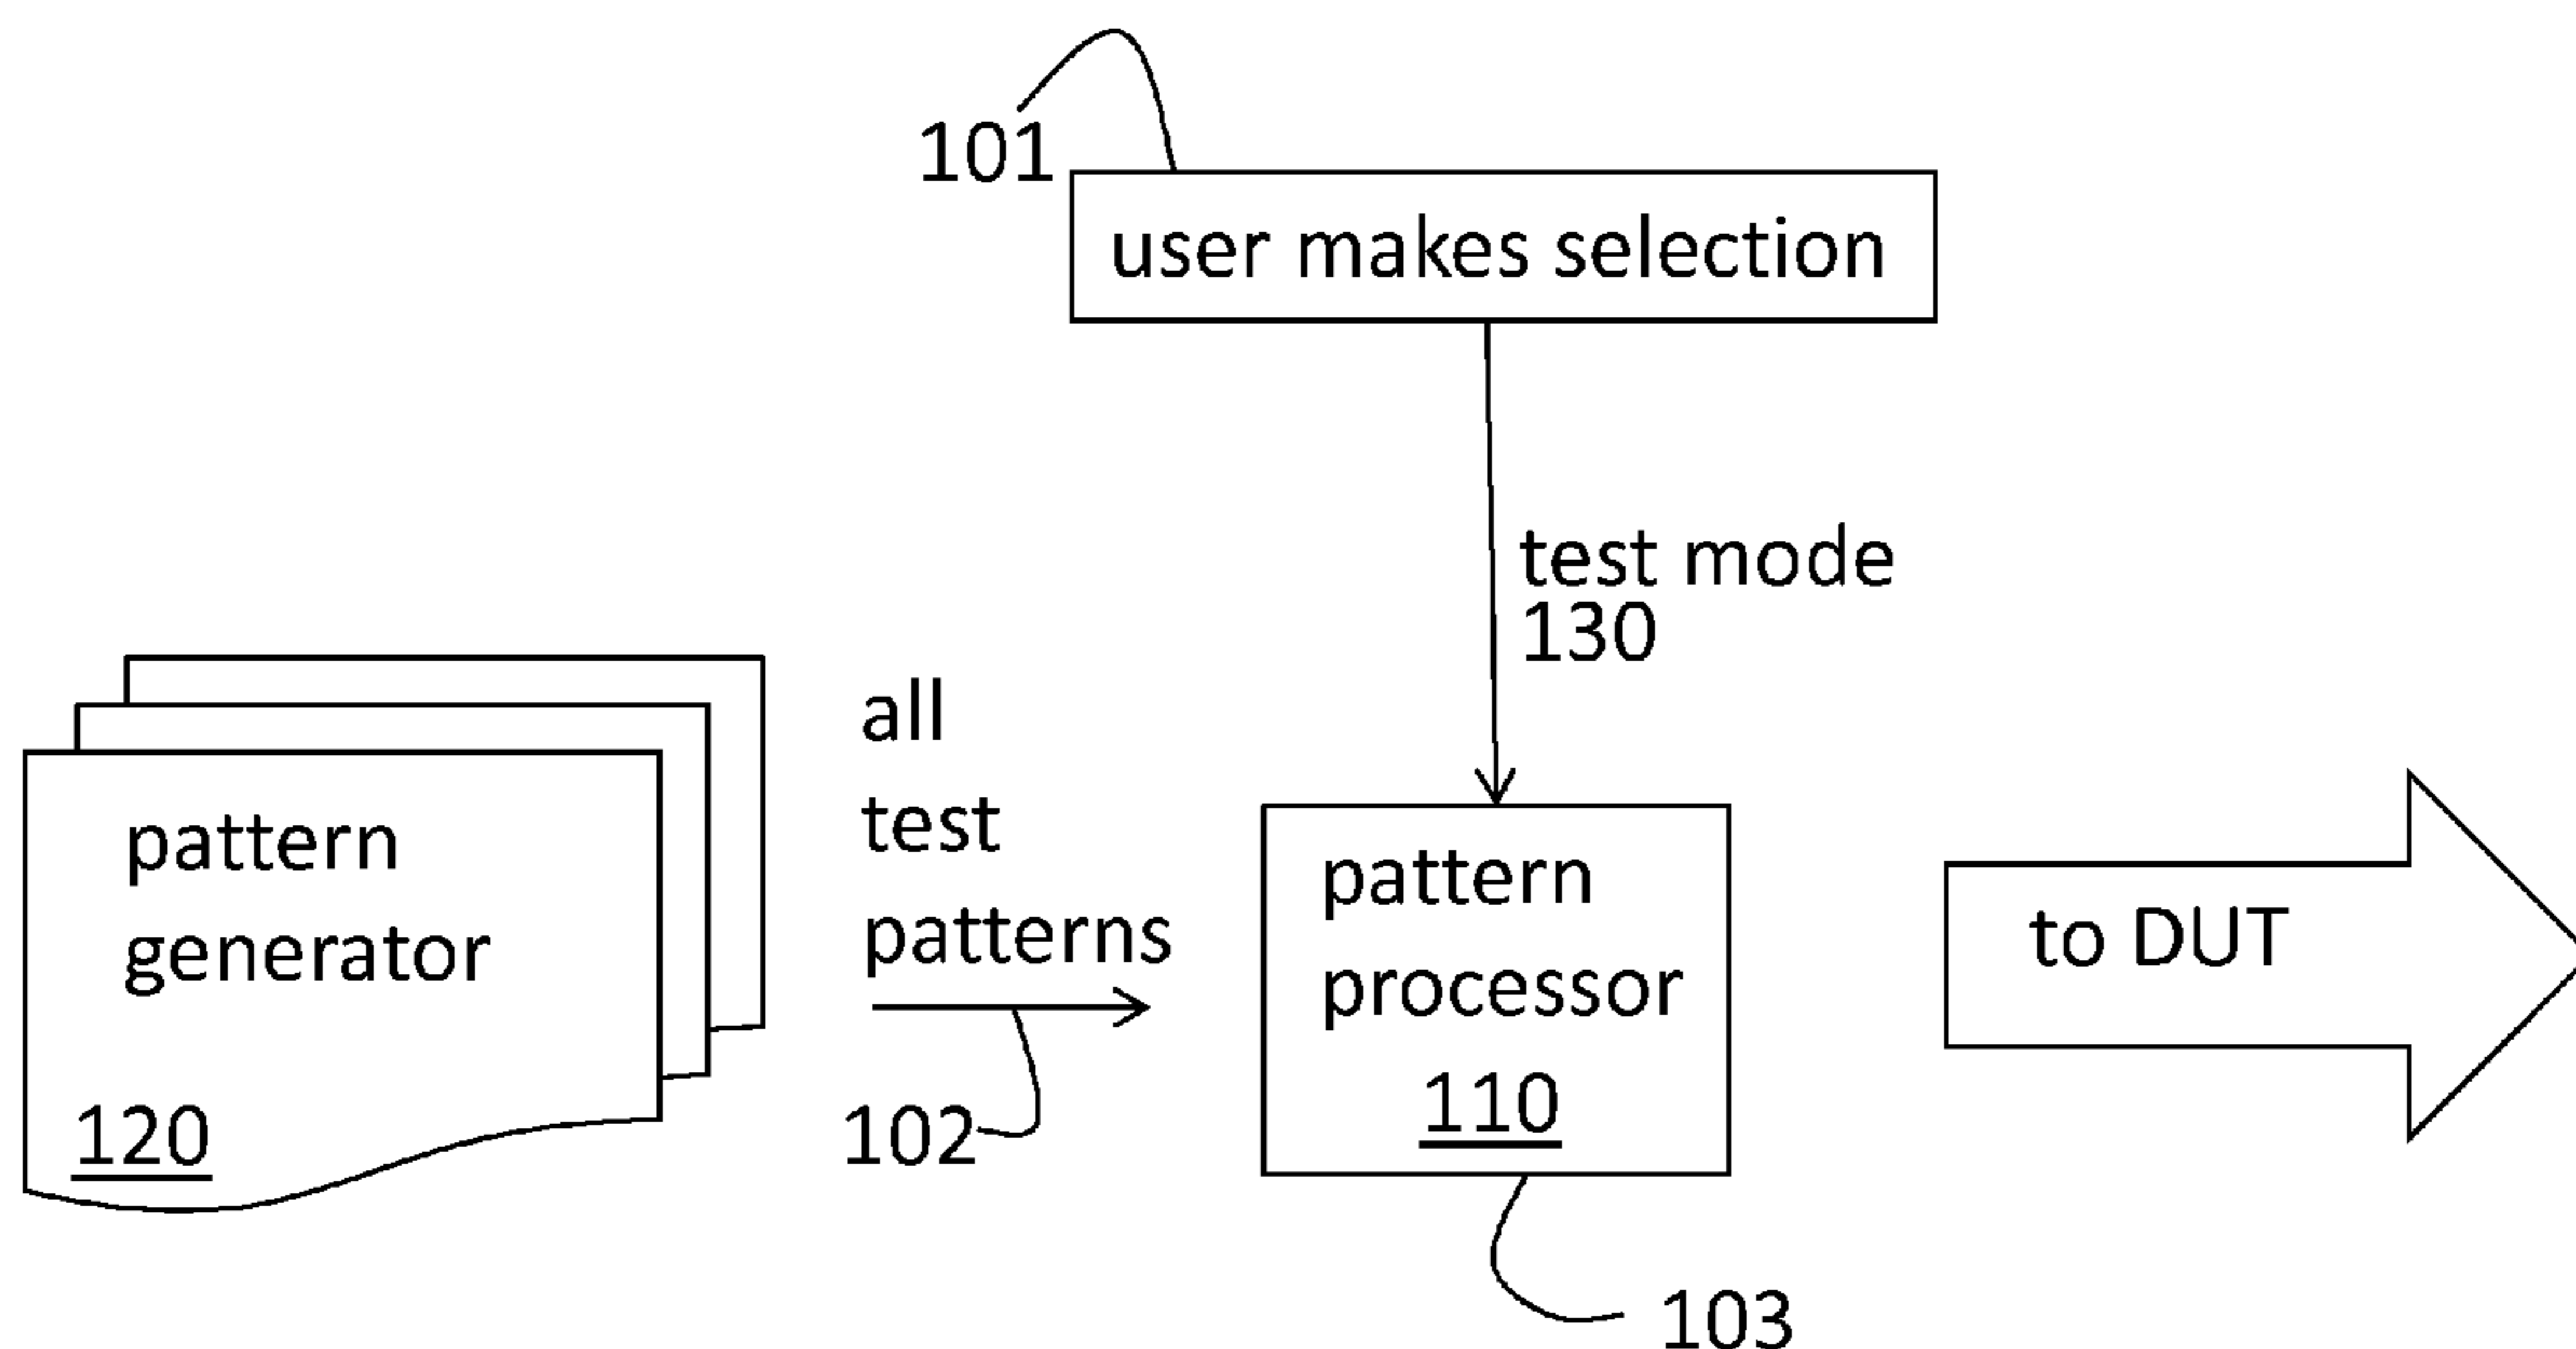 101
user makes selection
test mode
130
all
test
patterns
102
pattern
generator
120
pattern
processor
110
103
to DUT